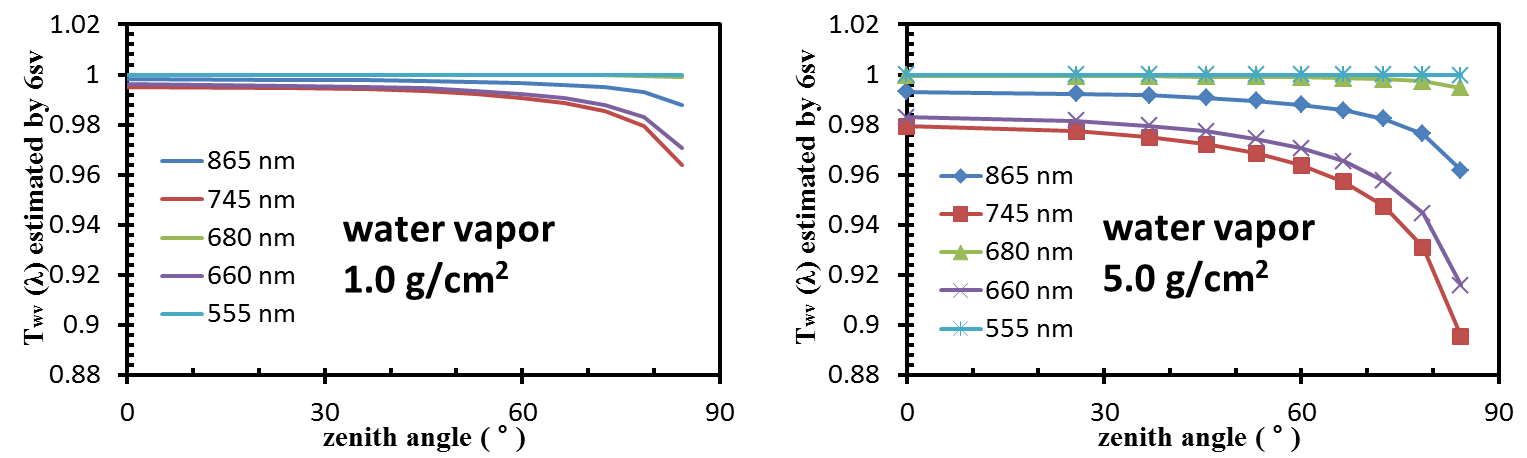 1.02
1
0.98
0.96
0.94
0.92
0.9
0.88
Twv (λ) estimated by 6sv
865 nm
745 nm
680 nm
660 nm
555 nm
water vapor
1.0 g/cm²
0 30 60 90
zenith angle ( ° )
1.02
1
0.98
0.96
0.94
0.92
0.9
0.88
Twv (λ) estimated by 6sv
865 nm
745 nm
680 nm
660 nm
555 nm
water vapor
5.0 g/cm²
0 30 60 90
zenith angle ( ° )